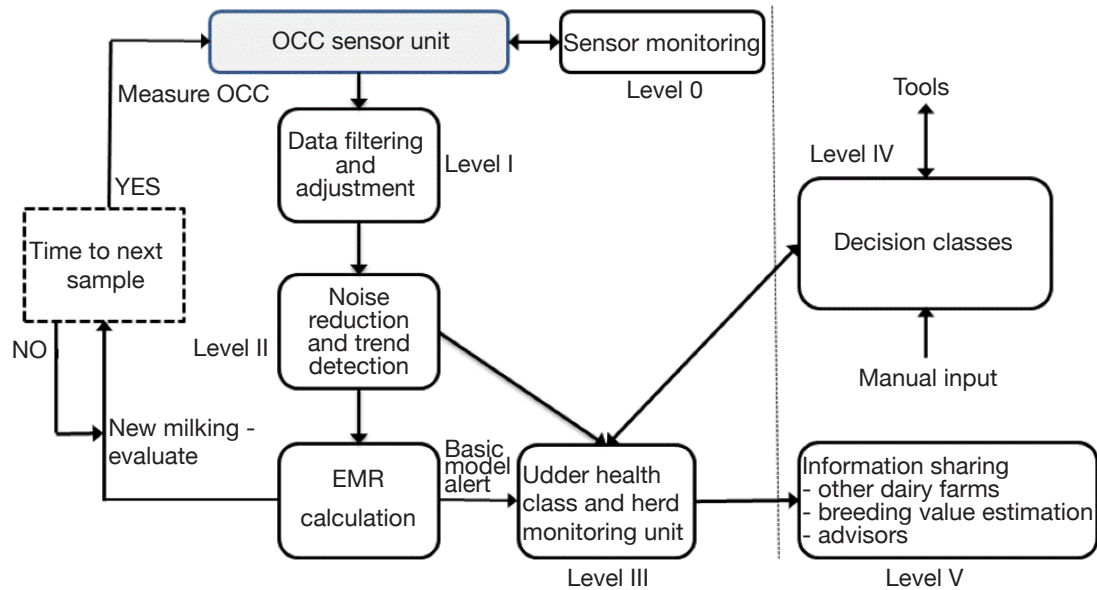 OCC sensor unit
Sensor monitoring
Level 0
Measure OCC
Data filtering
and
adjustment
Level I
YES
Time to next
sample
NO
Noise
reduction
and trend
detection
Level II
New milking -
evaluate
EMR
calculation
Basic
model
alert
Udder health
class and herd
monitoring unit
Level III
Tools
Level IV
Decision classes
Manual input
Information sharing
- other dairy farms
- breeding value estimation
- advisors
Level V